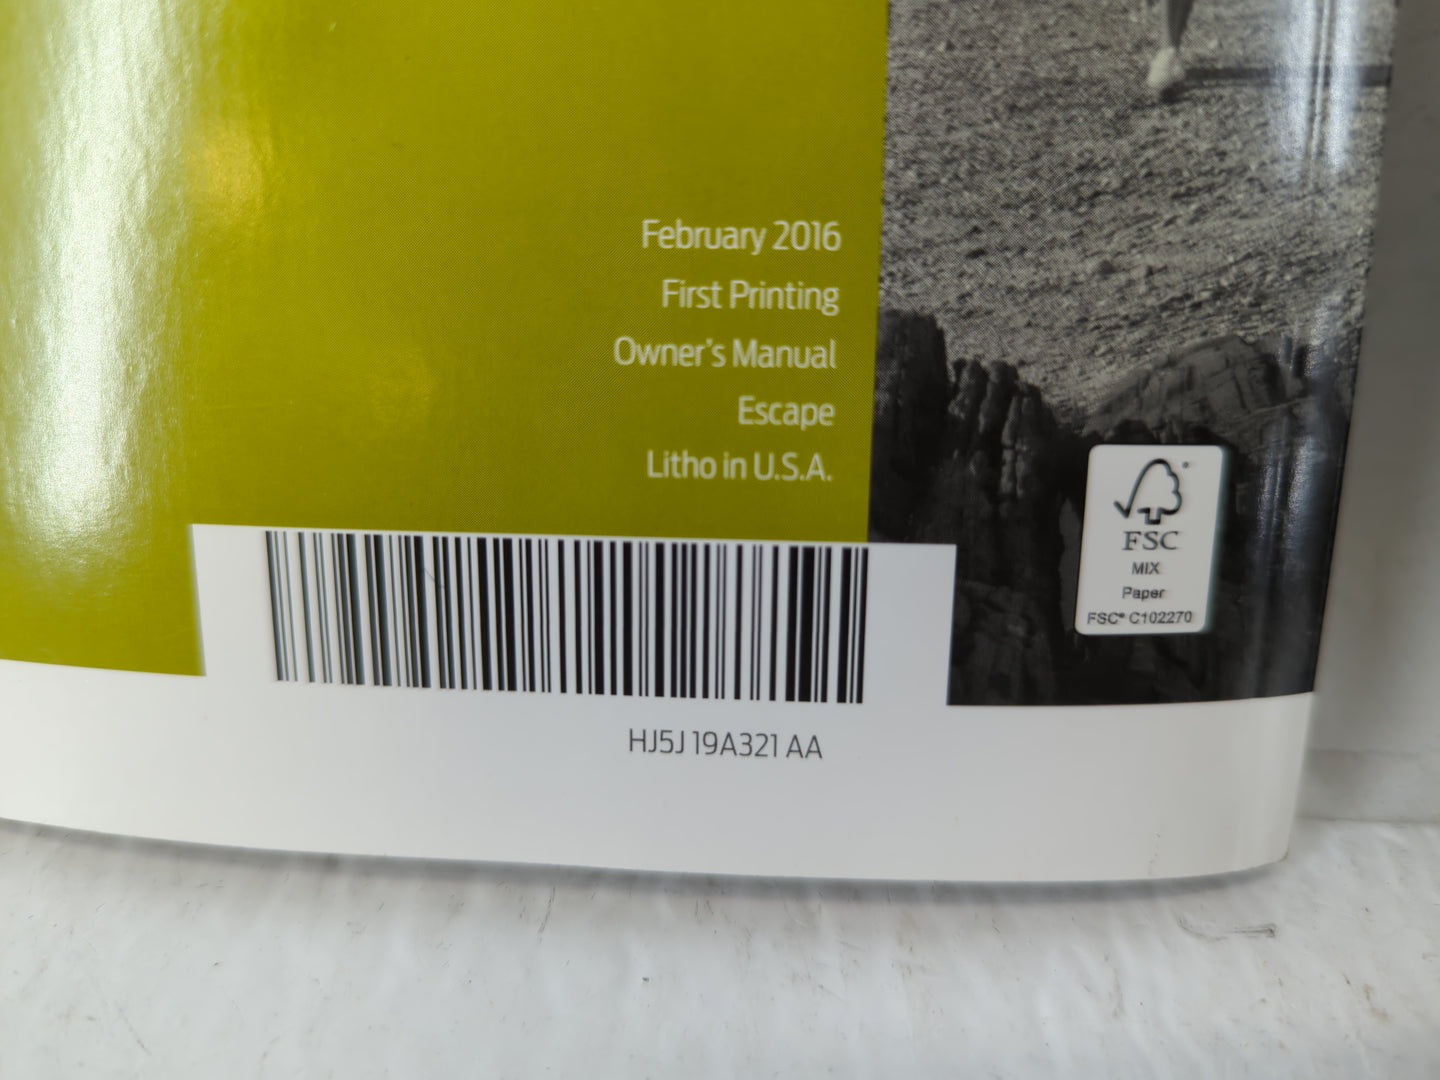 February 2016
First Printing
Owner's Manual
Escape
Litho in U.S.A.
FSC
MIX
Paper
FSC® C102270
HJ5J 19A321 AA